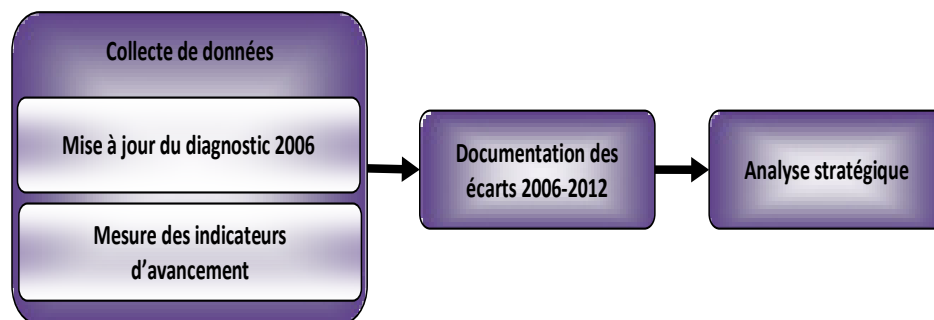 Collecte de données
Mise à jour du diagnostic 2006
Mesure des indicateurs
d'avancement
Documentation des
écarts 2006-2012
Analyse stratégique